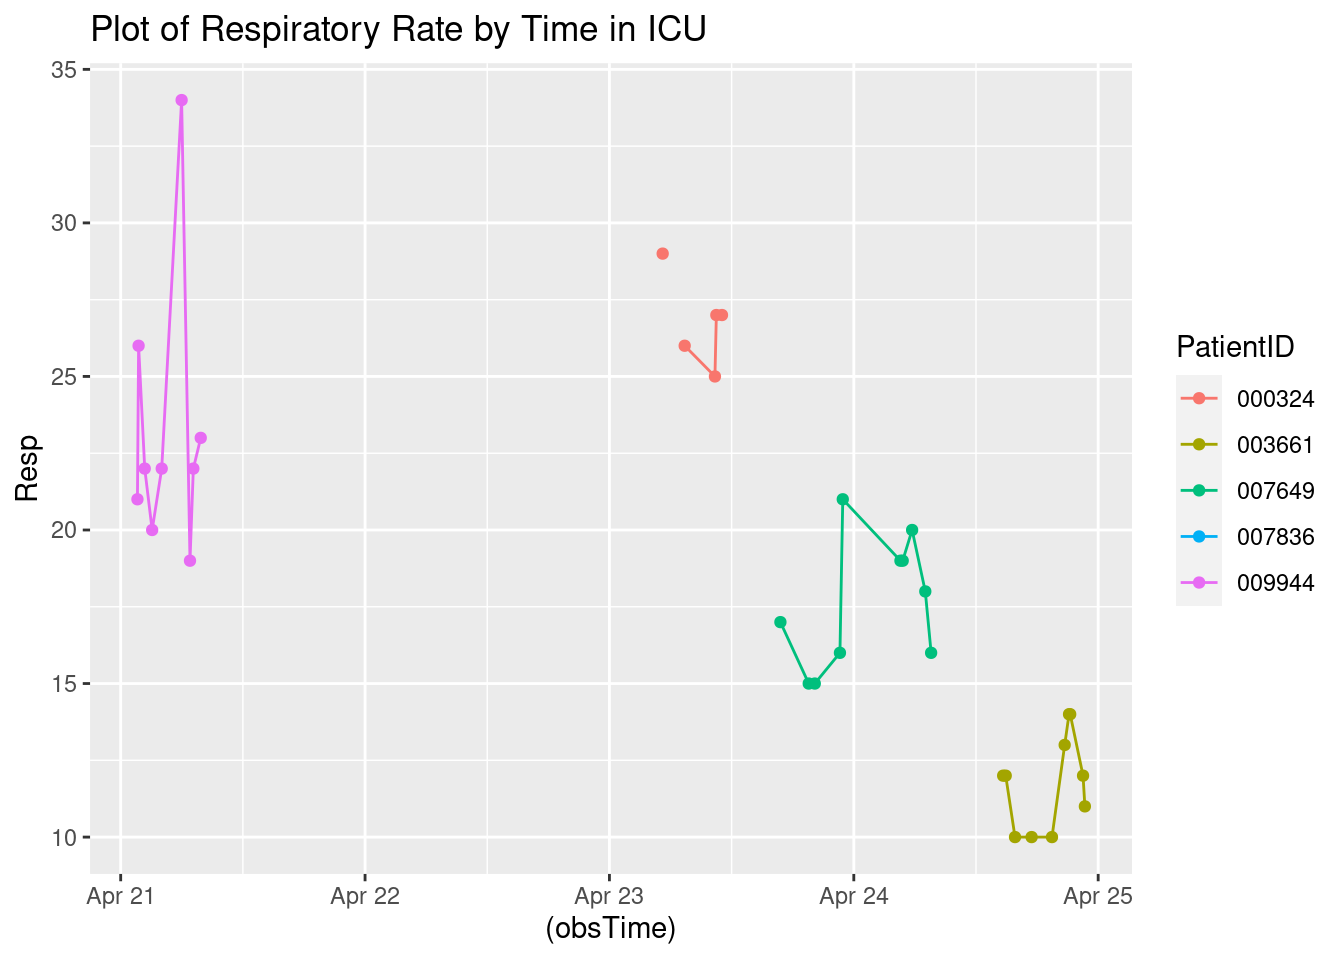 Plot of Respiratory Rate by Time in ICU
35
30
25
20
15
10
Resp
Apr 21
Apr 22
Apr 23
Apr 24
Apr 25
(obsTime)
PatientID
000324
003661
007649
007836
009944